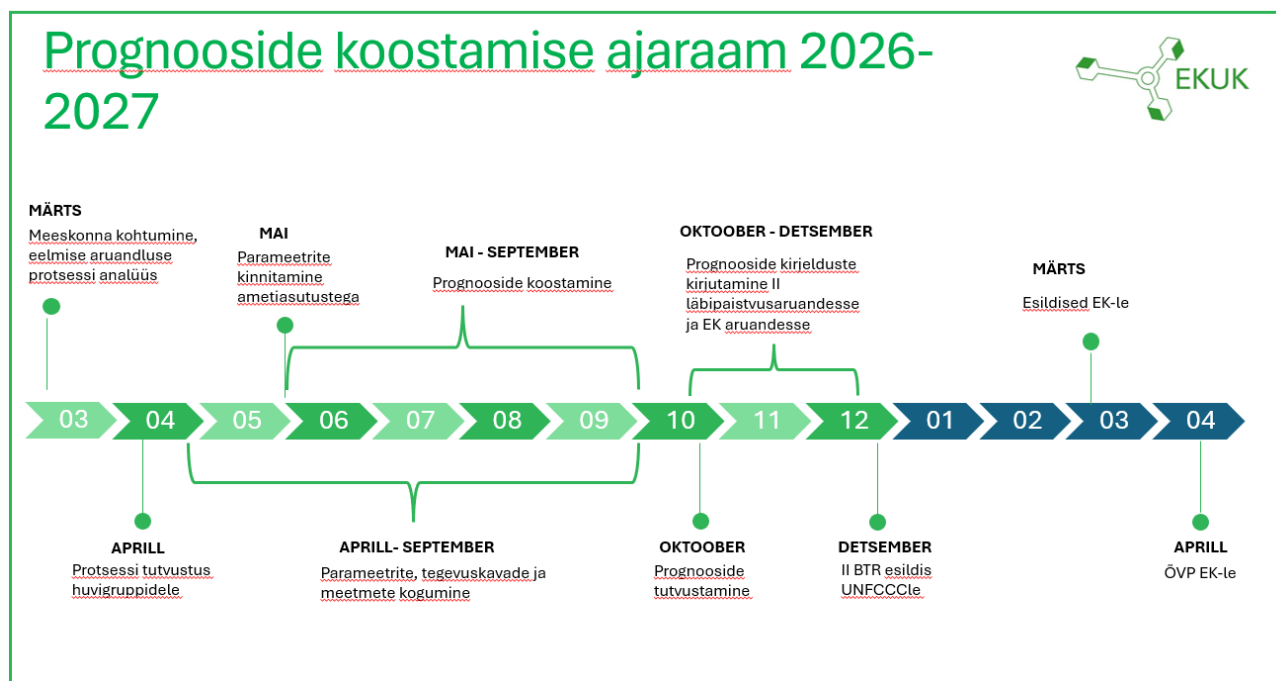 Prognooside koostamise ajaraam 2026-
2027
EKUK
MÄRTS
Meeskonna kohtumine,
eelmise aruandluse
protsessi analüüs
MAI
Parameetrite
kinnitamine
ametiasutustega
MAI - SEPTEMBER
Prognooside koostamine
OKTOOBER - DETSEMBER
Prognooside kirjelduste
kirjutamine II
läbipaistvusaruandesse
ja EK aruandesse
MÄRTS
Esildised EK-le
03 04 05 06 07 08 09 10 11 12 01 02 03 04
APRILL
Protsessi tutvustus
huvigruppidele
APRILL- SEPTEMBER
Parameetrite, tegevuskavade ja
meetmete kogumine
OKTOOBER
Prognooside
tutvustamine
DETSEMBER
II BTR esildis
UNFCCCle
APRILL
ÕVP EK-le